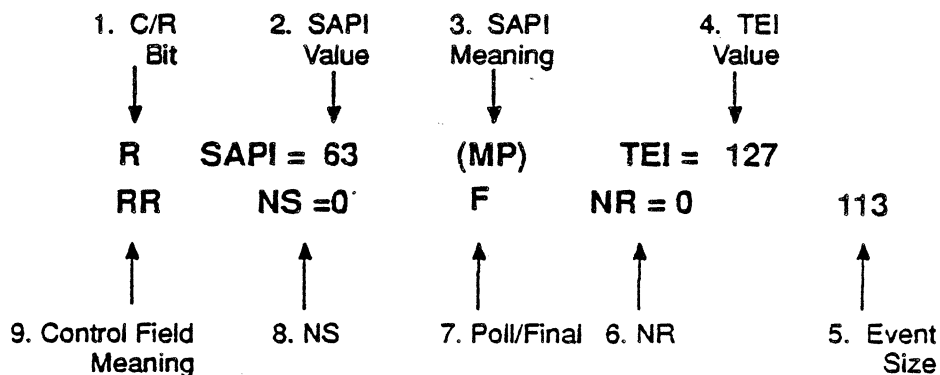 1. C/R 2. SAPI 3. SAPI 4. TEI
Bit Value Meaning Value
R SAPI = 63 (MP) TEI = 127
RR NS =0 F NR = 0 113
9. Control Field 8. NS 7. Poll/Final 6. NR 5. Event
Meaning Size